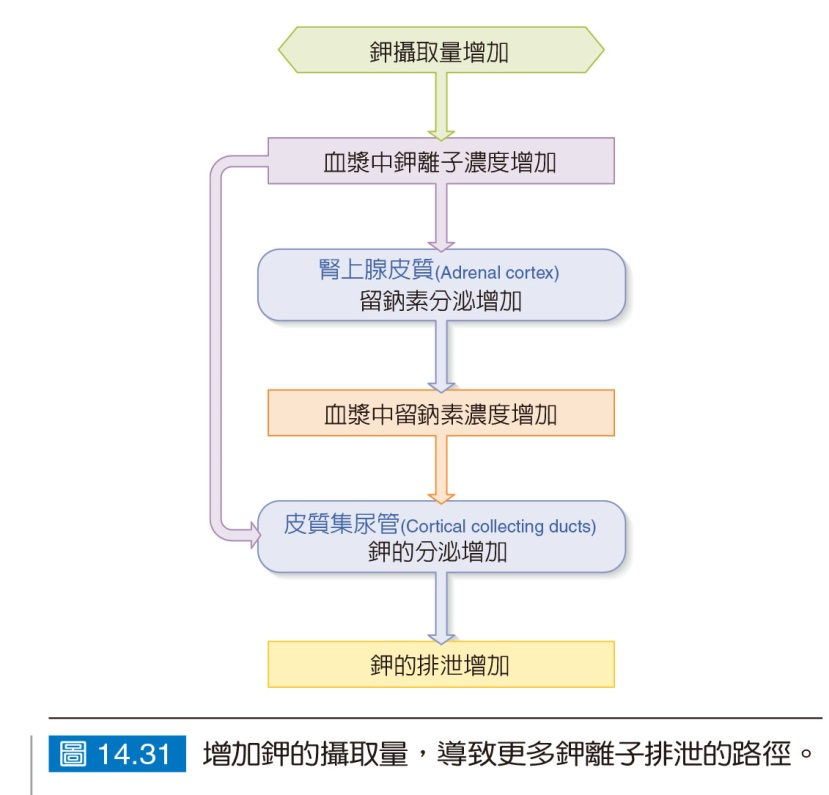 鉀攝取量增加
血漿中鉀離子濃度增加
腎上腺皮質(Adrenal cortex)
留鈉素分泌增加
血漿中留鈉素濃度增加
皮質集尿管(Cortical collecting ducts)
鉀的分泌增加
鉀的排泄增加
圖 14.31 增加鉀的攝取量，導致更多鉀離子排泄的路徑。